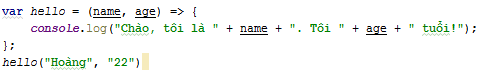 var hello = (name, age) => {
console.log("Chào, tôi là " + name + ". Tôi " + age + " tuổi!");
};
hello("Hoàng", "22")